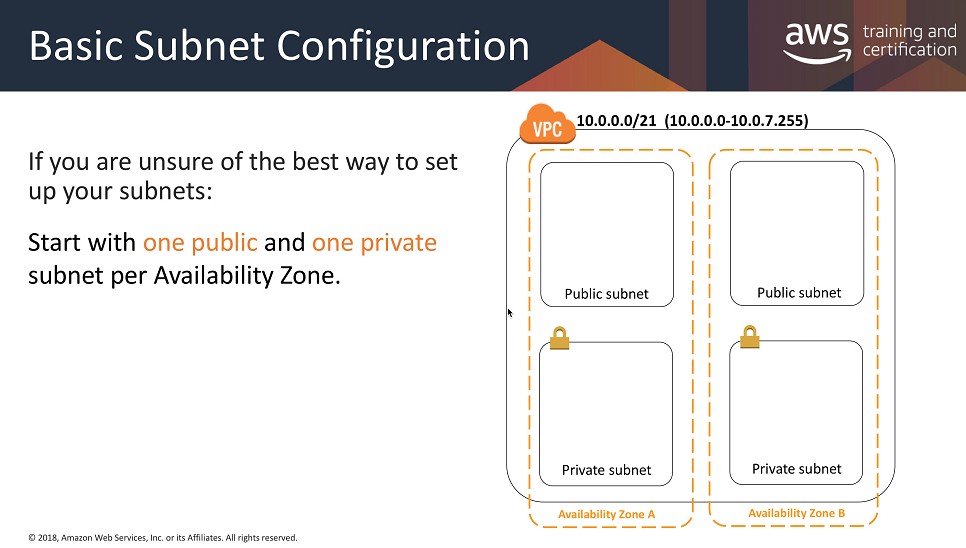 Basic Subnet Configuration
aws training and
certification
VPC
10.0.0.0/21 (10.0.0.0-10.0.7.255)
If you are unsure of the best way to set
up your subnets:
Start with one public and one private
subnet per Availability Zone.
Public subnet
Public subnet
Private subnet
Private subnet
Availability Zone A
Availability Zone B
© 2018, Amazon Web Services, Inc. or its Affiliates. All rights reserved.